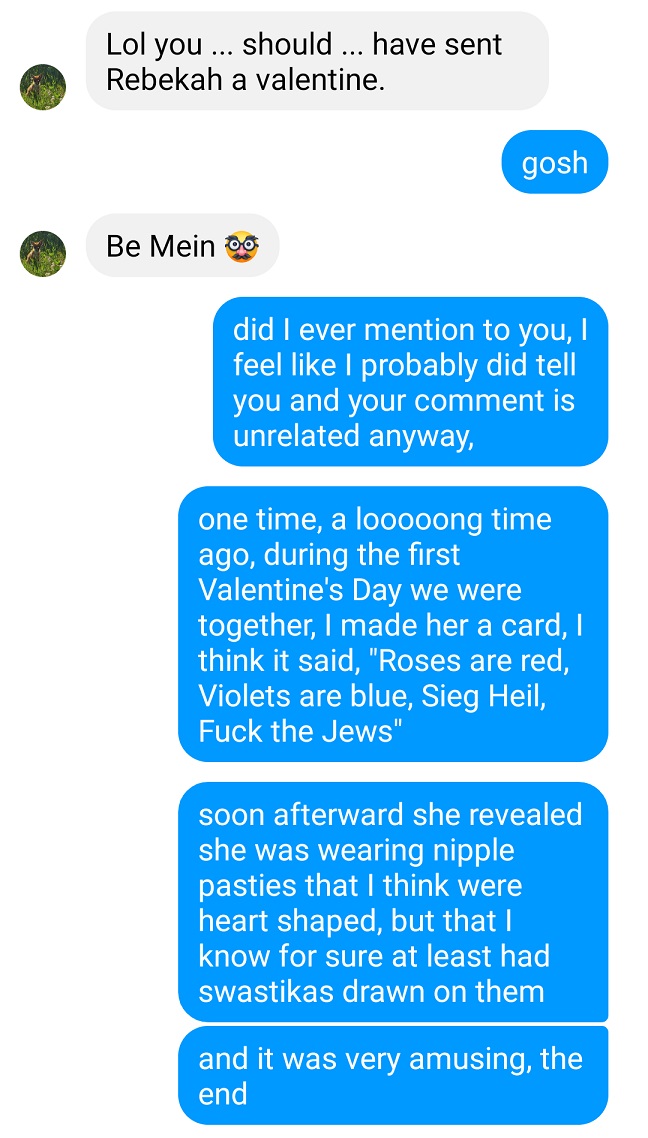 Lol you ... should ... have sent
Rebekah a valentine.
gosh
Be Mein 🥸
did I ever mention to you, I
feel like I probably did tell
you and your comment is
unrelated anyway,
one time, a looooong time
ago, during the first
Valentine's Day we were
together, I made her a card, I
think it said, "Roses are red,
Violets are blue, Sieg Heil,
Fuck the Jews"
soon afterward she revealed
she was wearing nipple
pasties that I think were
heart shaped, but that I
know for sure at least had
swastikas drawn on them
and it was very amusing, the
end